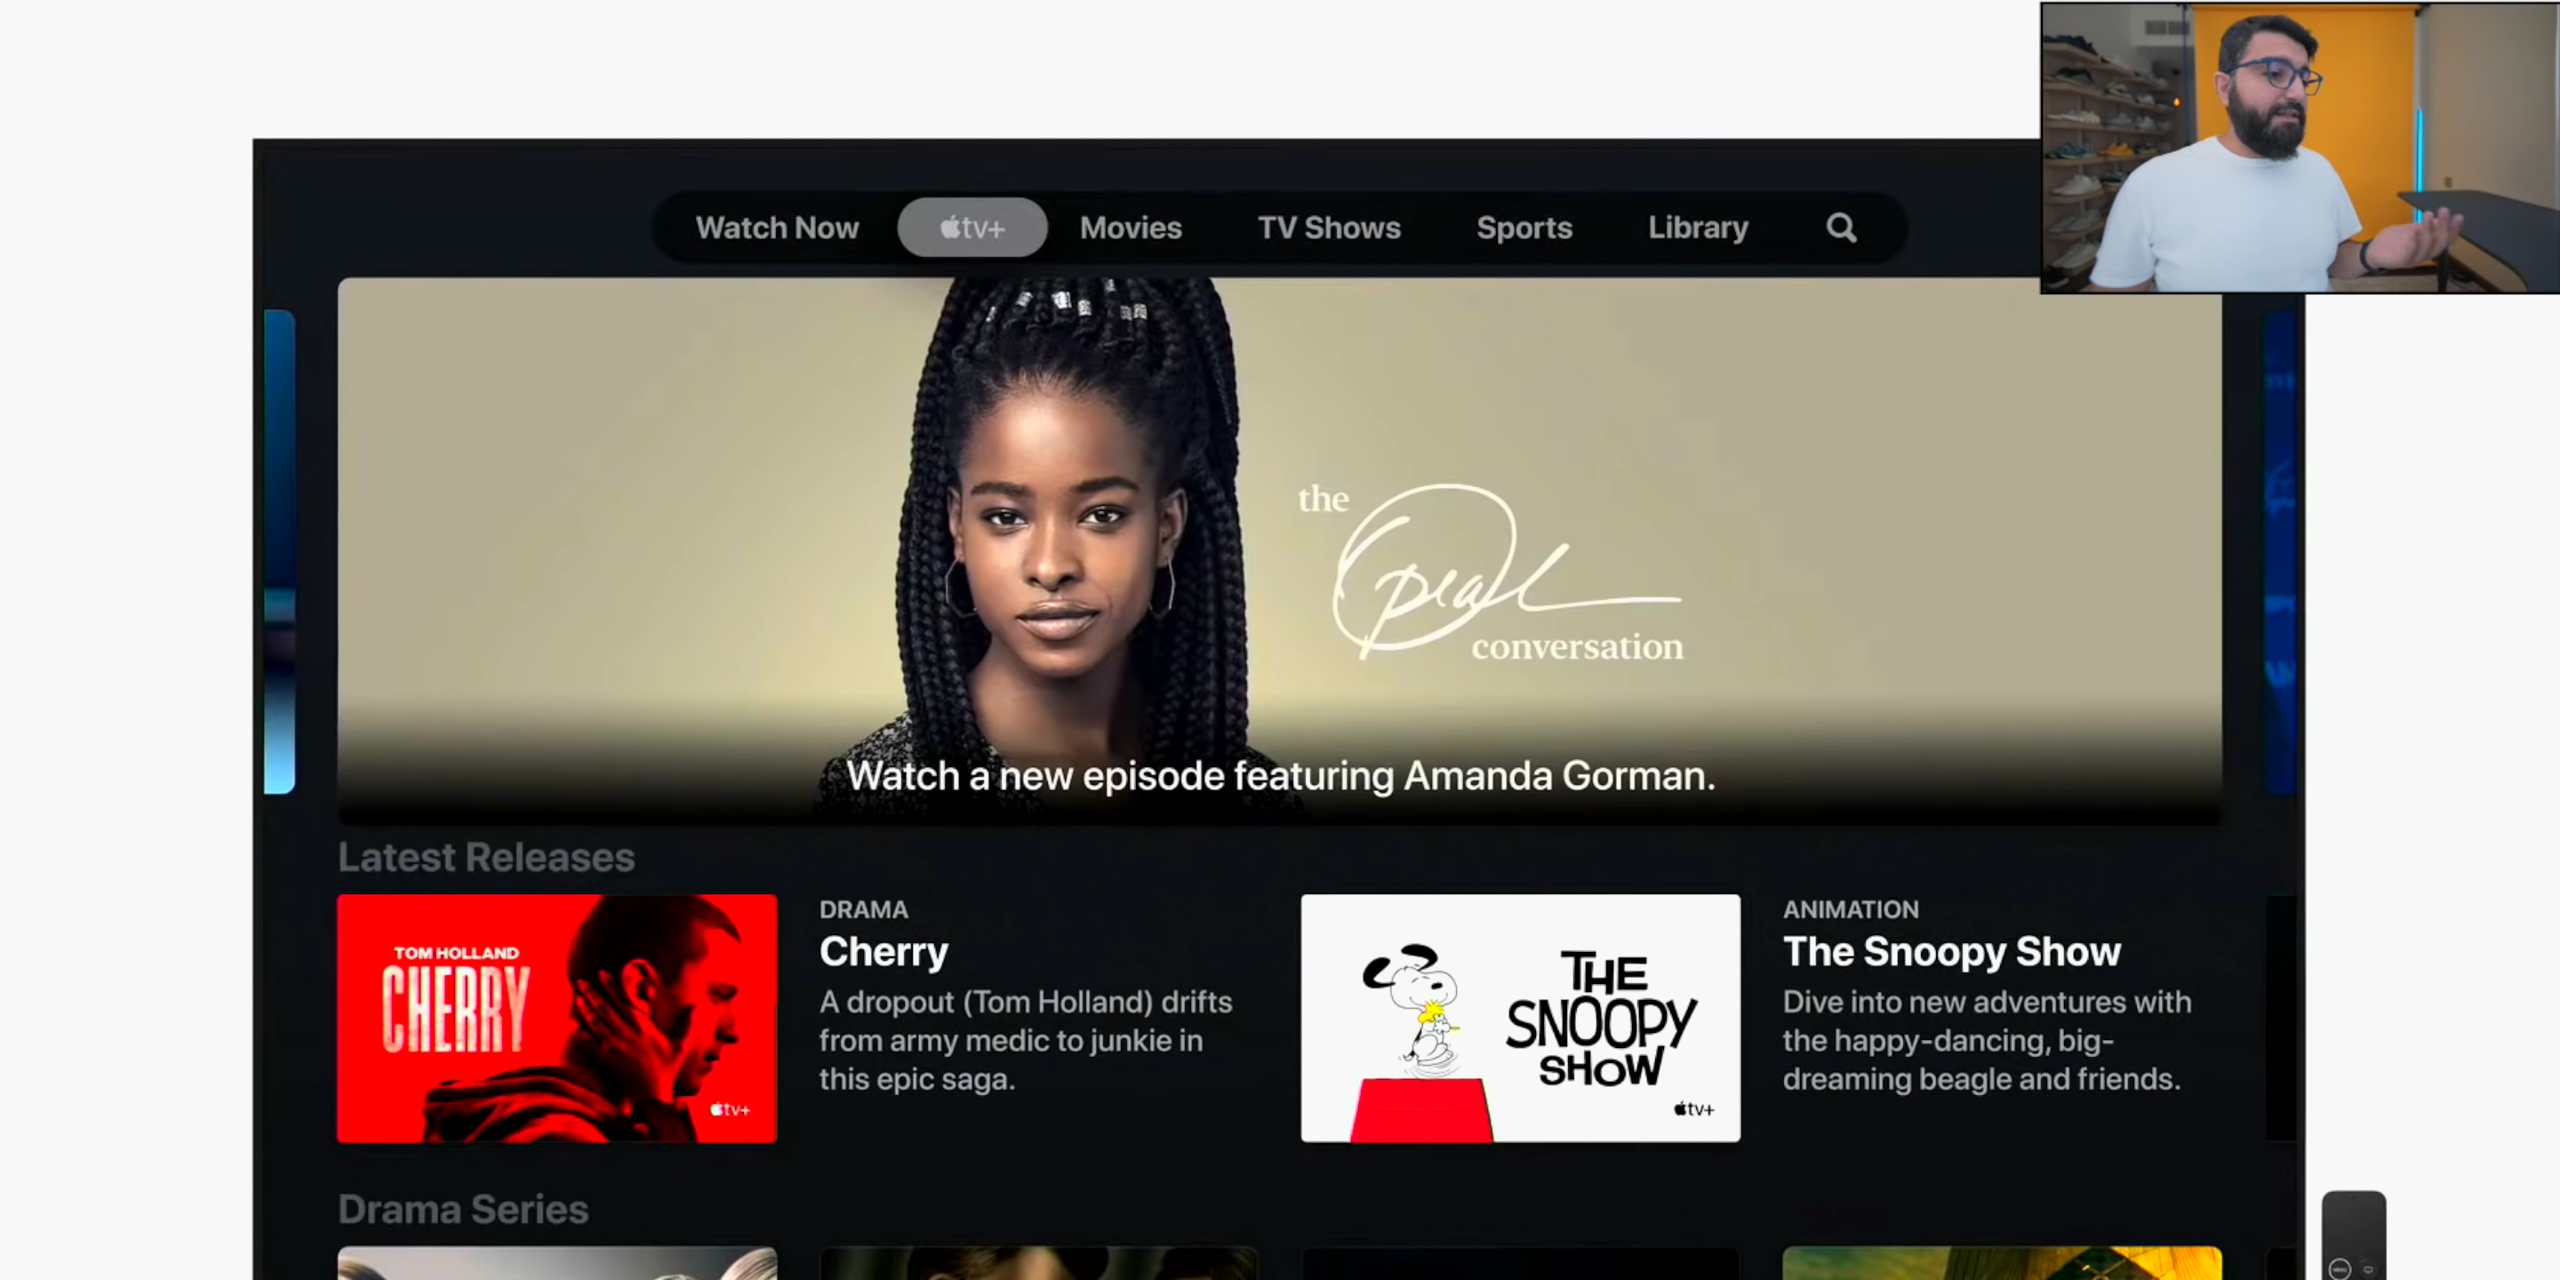 Watch Now
tv+
Movies
TV Shows
Sports
Library
the
Oprah
conversation
Watch a new episode featuring Amanda Gorman.
Latest Releases
TOM HOLLAND
CHERRY
tv+
DRAMA
Cherry
A dropout (Tom Holland) drifts
from army medic to junkie in
this epic saga.
THE
SNOOPY
SHOW
tv+
ANIMATION
The Snoopy Show
Dive into new adventures with
the happy-dancing, big-
dreaming beagle and friends.
Drama Series
MENU